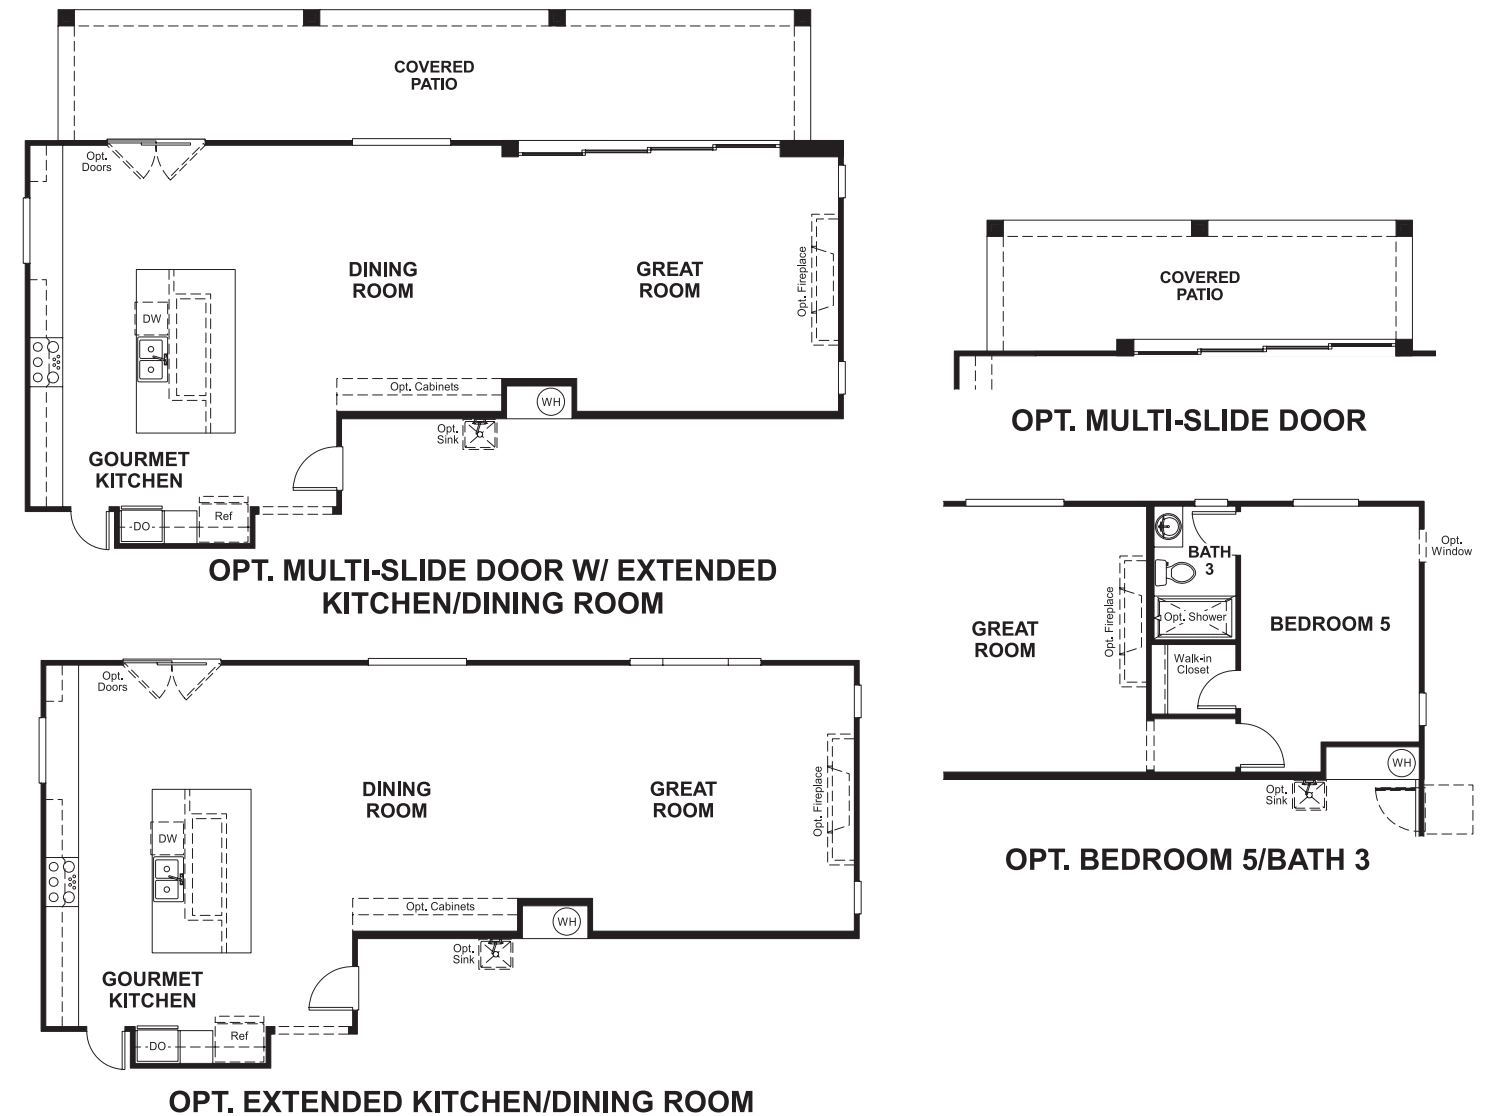 COVERED
PATIO
Opt.
Doors
DINING
ROOM
GREAT
ROOM
Opt. Fireplace
DW
Opt. Cabinets
WH
Opt.
Sink
GOURMET
KITCHEN
DO
Ref
OPT. MULTI-SLIDE DOOR W/ EXTENDED
KITCHEN/DINING ROOM
COVERED
PATIO
OPT. MULTI-SLIDE DOOR
BATH
3
Opt.
Window
Opt. Fireplace
Opt. Shower
GREAT
ROOM
BEDROOM 5
Walk-in
Closet
WH
Opt.
Sink
OPT. BEDROOM 5/BATH 3
Opt.
Doors
DINING
ROOM
GREAT
ROOM
Opt. Fireplace
DW
Opt. Cabinets
WH
Opt.
Sink
GOURMET
KITCHEN
DO
Ref
OPT. EXTENDED KITCHEN/DINING ROOM